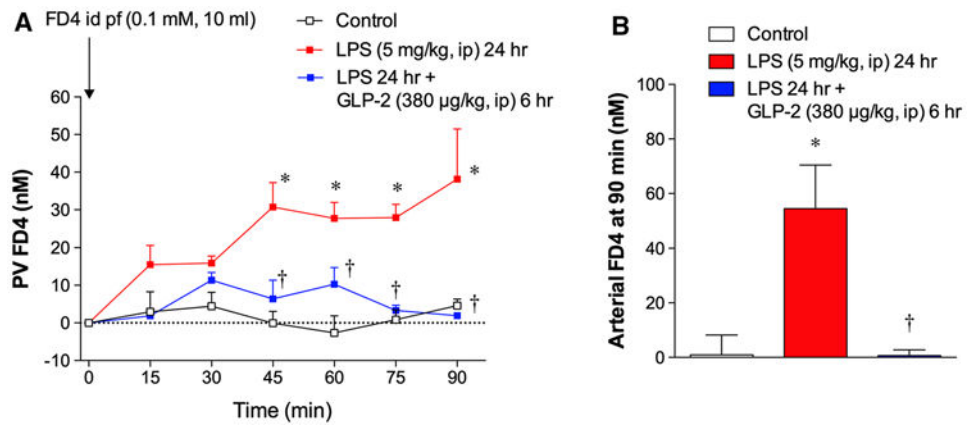 A
FD4 id pf (0.1 mM, 10 ml)
Control
LPS (5 mg/kg, ip) 24 hr
LPS 24 hr +
GLP-2 (380 µg/kg, ip) 6 hr
PV FD4 (nM)
60
50
40
30
20
10
0
-10
* * * *
† † † †
0 15 30 45 60 75 90
Time (min)
B
Control
LPS (5 mg/kg, ip) 24 hr
LPS 24 hr +
GLP-2 (380 µg/kg, ip) 6 hr
Arterial FD4 at 90 min (nM)
100
80
60
40
20
0
*
†